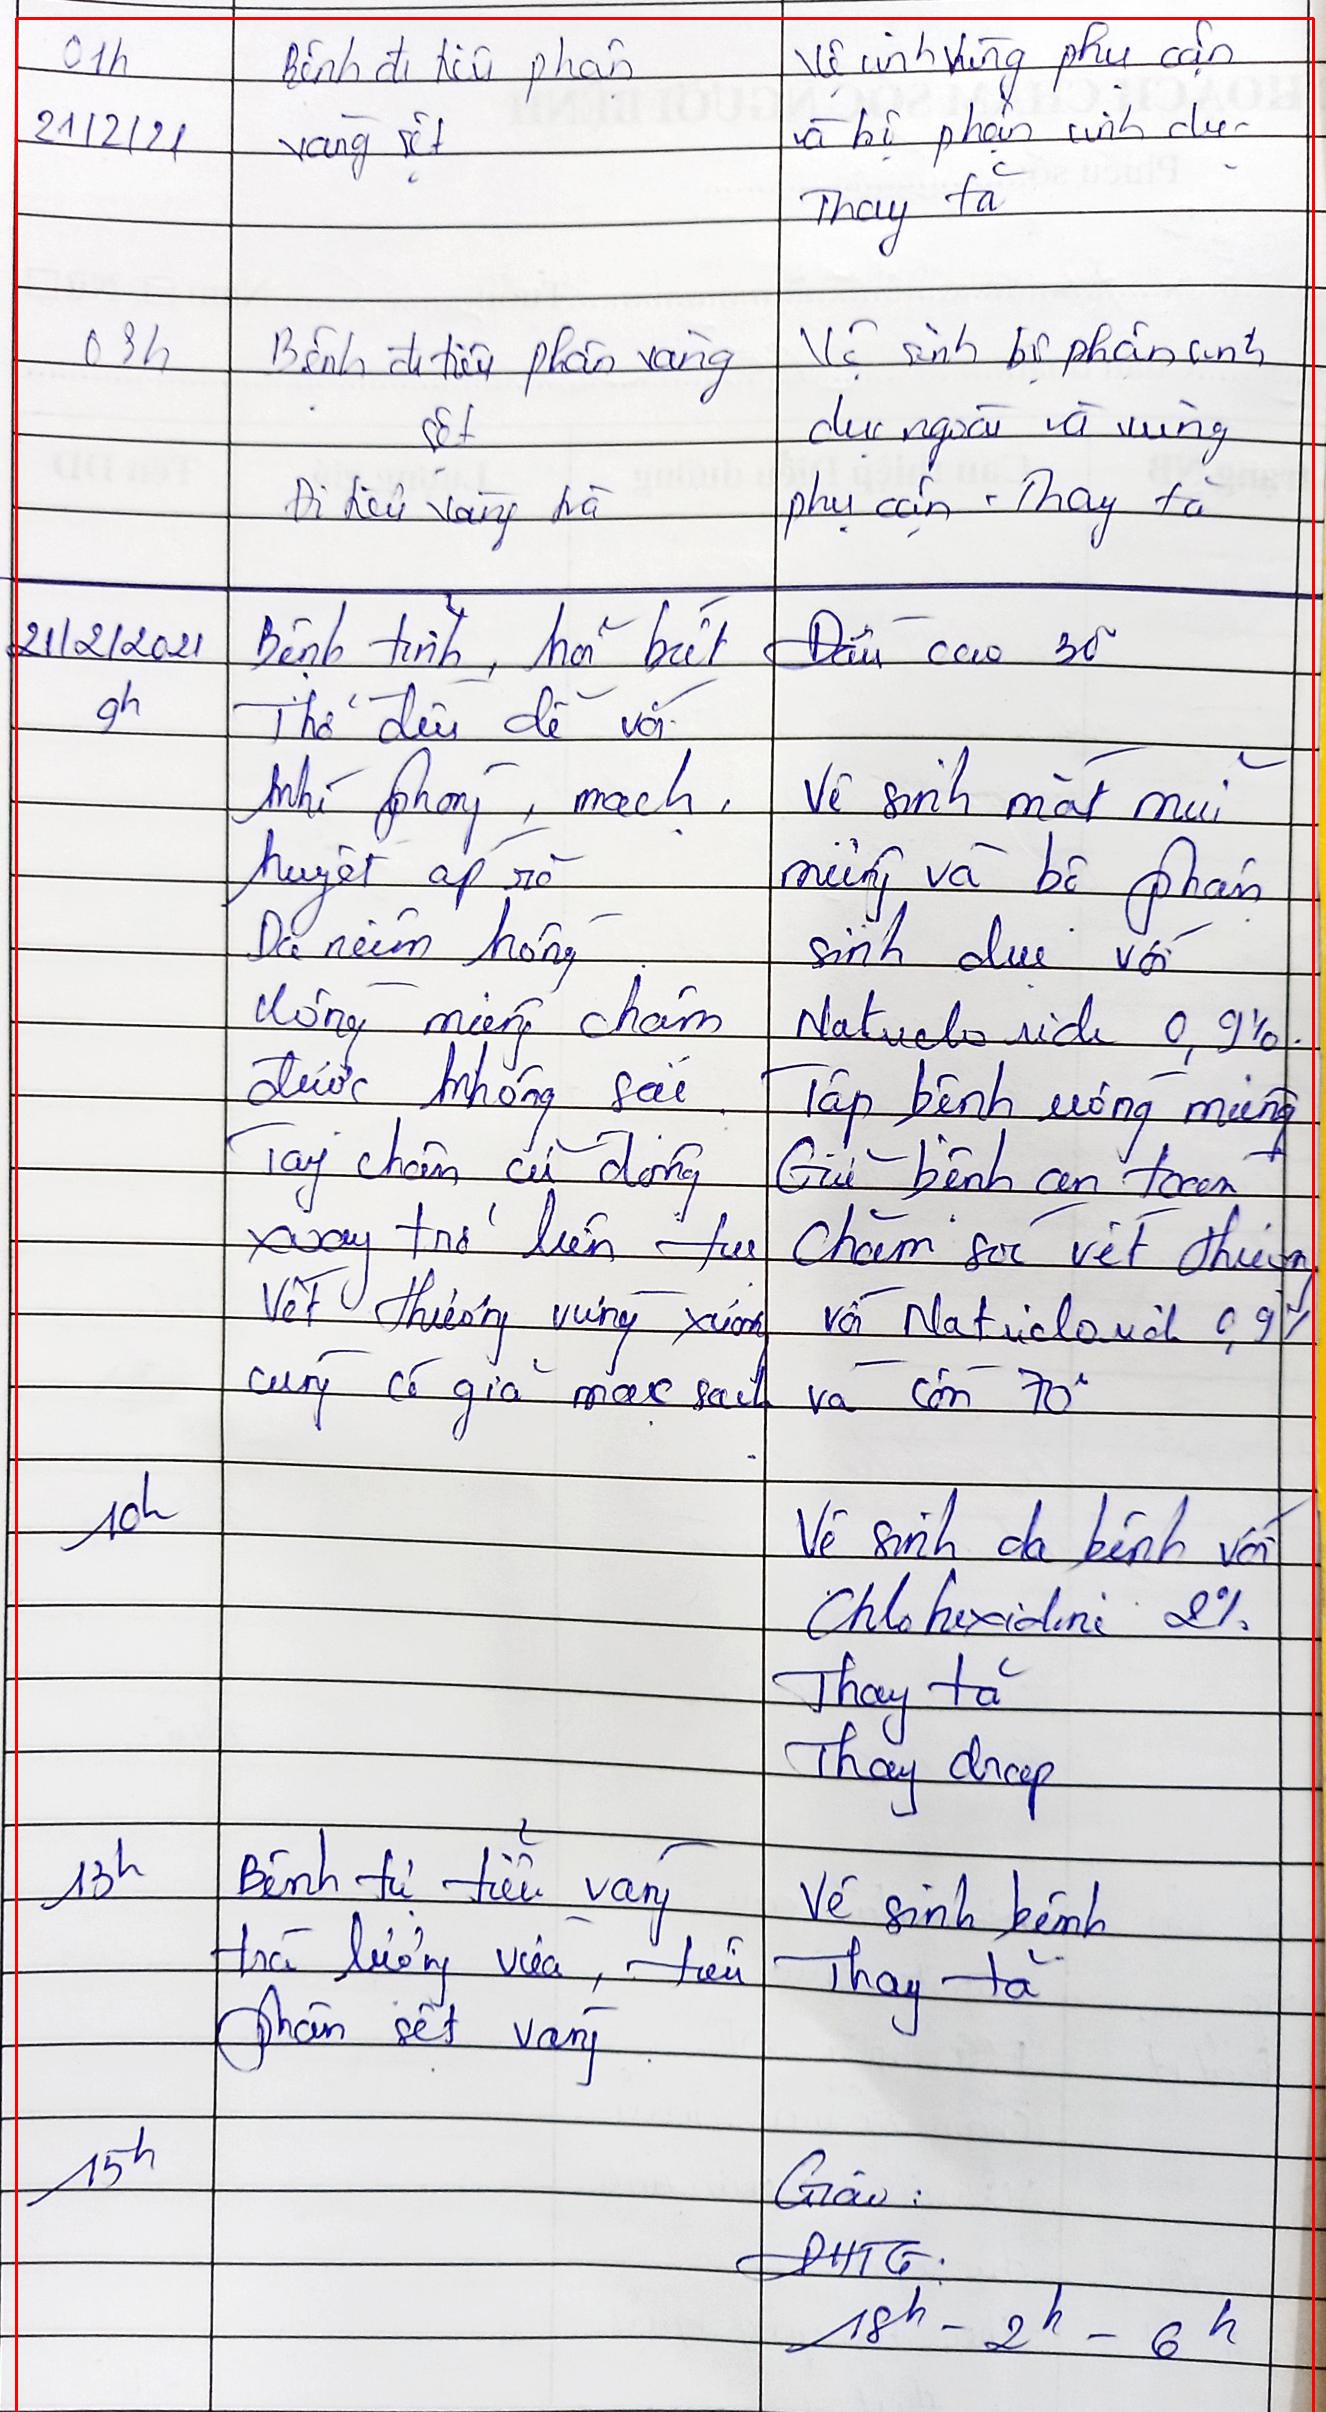 01h Bệnh đi tiêu phân Vệ sinh vùng phụ cận
21/2/21 vàng sệt và bộ phận sinh dục
Thay tã
03h Bệnh đi tiêu phân vàng Vệ sinh bộ phận sinh
sệt dục ngoài và vùng
Đi tiểu vàng trà phụ cận. Thay tã
21/2/2021 Bệnh tỉnh, hỏi biết Đầu cao 30°
9h Thở đều dễ với
khí phòng, mạch, Vệ sinh mắt mũi
huyết áp rõ miệng và bộ phận
Da niêm hồng sinh dục với
uống miệng chậm Natriclorid 0,9%.
được không sặc Tập bệnh uống miệng
Tay chân cử động Giữ bệnh an toàn
xoay trở liên tục Chăm sóc vết thương
Vết thương vùng xương với Natriclorid 0,9%
cùng có giả mạc sạch và cồn 70°
10h Vệ sinh da bệnh với
Chlohexidine 2%.
Thay tã
Thay drap
13h Bệnh tự tiểu vàng Vệ sinh bệnh
trà lượng vừa, tiêu Thay tã
phân sệt vàng
15h Giao:
ĐHTG:
18h - 2h - 6h